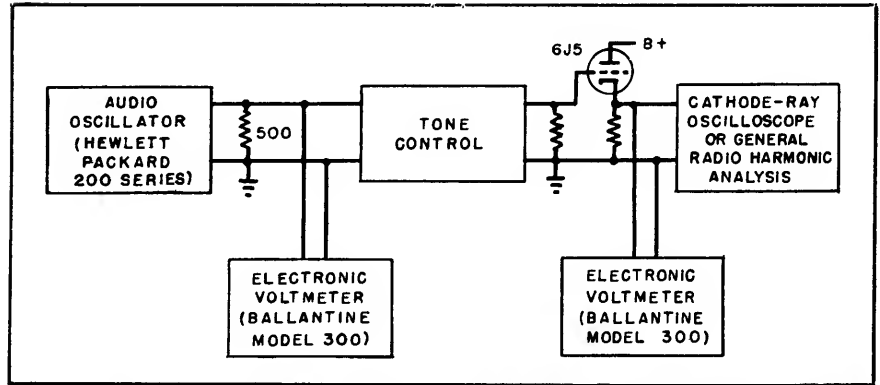 6J5
B+
AUDIO
OSCILLATOR
(HEWLETT
PACKARD
200 SERIES)
500
TONE
CONTROL
CATHODE-RAY
OSCILLOSCOPE
OR GENERAL
RADIO HARMONIC
ANALYSIS
ELECTRONIC
VOLTMETER
(BALLANTINE
MODEL 300)
ELECTRONIC
VOLTMETER
(BALLANTINE
MODEL 300)